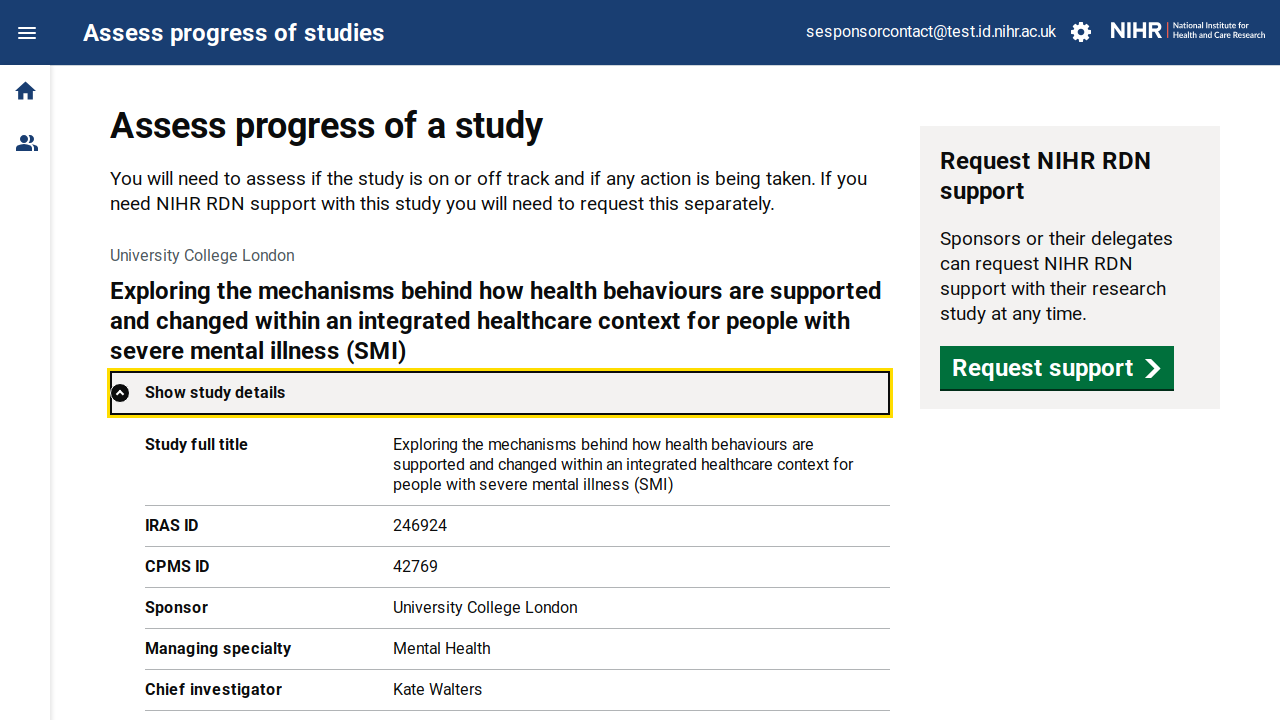 Assess progress of studies
sesponsorcontact@test.id.nihr.ac.uk
NIHR | National Institute for
Health and Care Research
Assess progress of a study
You will need to assess if the study is on or off track and if any action is being taken. If you
need NIHR RDN support with this study you will need to request this separately.
University College London
Exploring the mechanisms behind how health behaviours are supported
and changed within an integrated healthcare context for people with
severe mental illness (SMI)
Show study details
Study full title
Exploring the mechanisms behind how health behaviours are
supported and changed within an integrated healthcare context for
people with severe mental illness (SMI)
IRAS ID
246924
CPMS ID
42769
Sponsor
University College London
Managing specialty
Mental Health
Chief investigator
Kate Walters
Request NIHR RDN
support
Sponsors or their delegates
can request NIHR RDN
support with their research
study at any time.
Request support